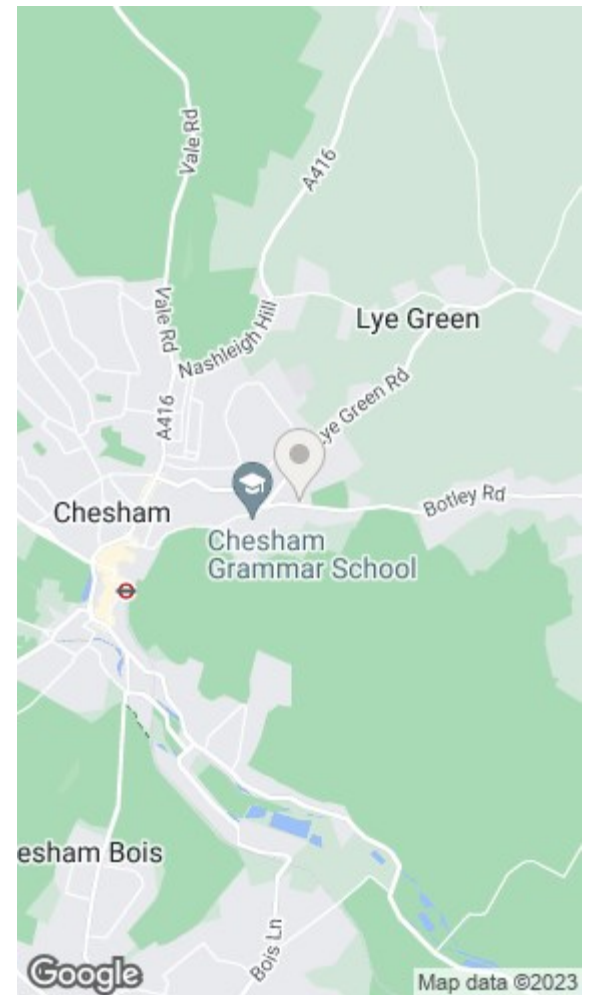 Vale Rd
A416
Vale Rd
Lye Green
Nashleigh Hill
Lye Green Rd
A416
Botley Rd
Chesham
Chesham
Grammar School
esham Bois
Bois Ln
Google
Map data ©2023